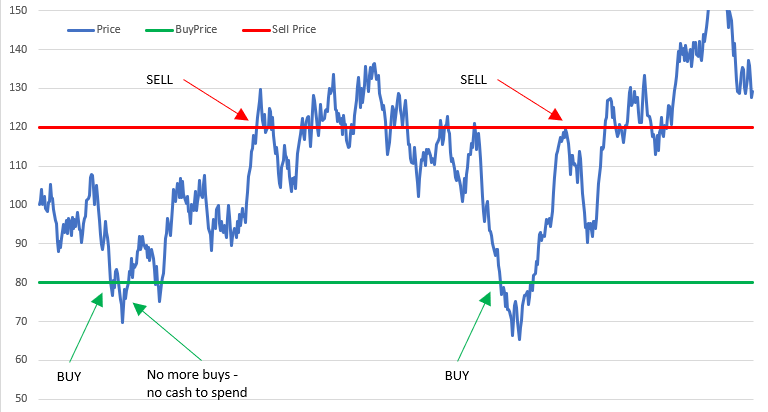 150
Price
BuyPrice
Sell Price
140
SELL
SELL
130
120
110
100
90
80
70
BUY
No more buys -
no cash to spend
BUY
60
50